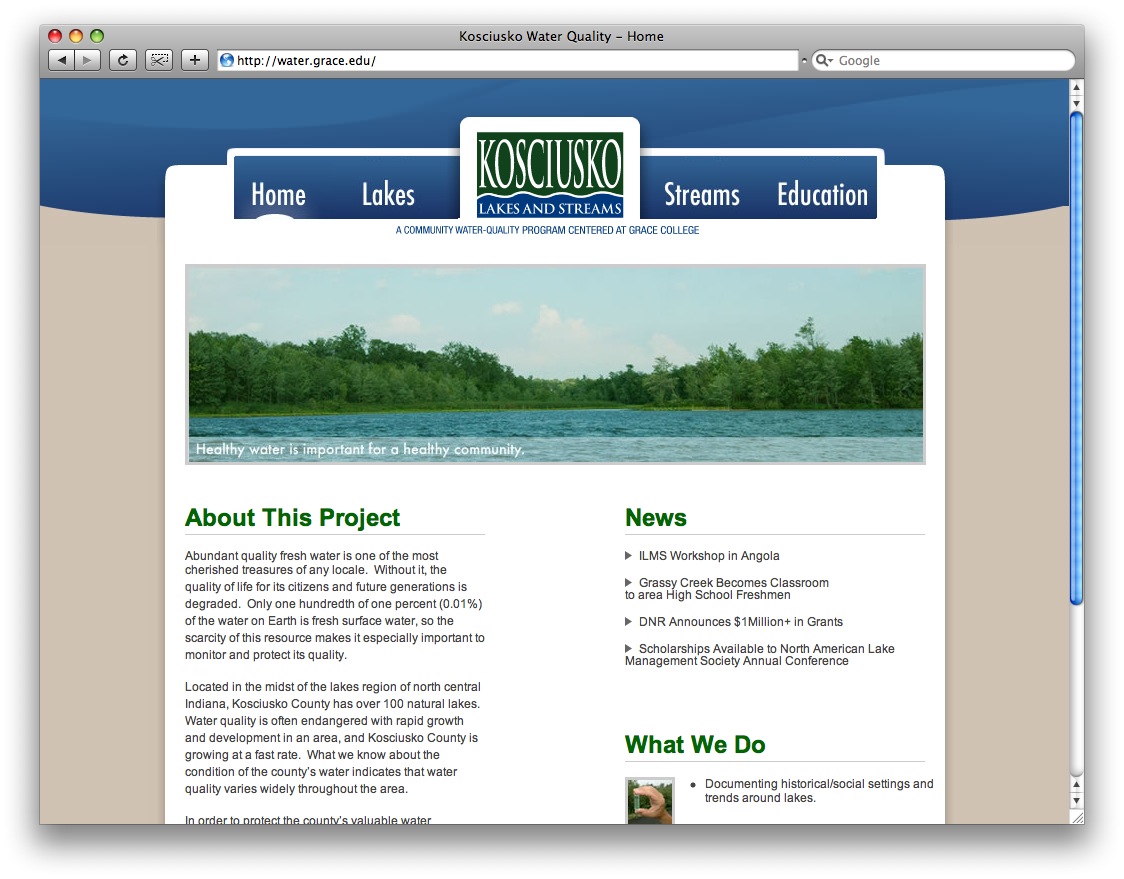 Kosciusko Water Quality – Home
http://water.grace.edu/
Google
Home
Lakes
KOSCIUSKO
LAKES AND STREAMS
Streams
Education
A COMMUNITY WATER-QUALITY PROGRAM CENTERED AT GRACE COLLEGE
Healthy water is important for a healthy community.
About This Project
Abundant quality fresh water is one of the most
cherished treasures of any locale.  Without it, the
quality of life for its citizens and future generations is
degraded.  Only one hundredth of one percent (0.01%)
of the water on Earth is fresh surface water, so the
scarcity of this resource makes it especially important to
monitor and protect its quality.
Located in the midst of the lakes region of north central
Indiana, Kosciusko County has over 100 natural lakes.
Water quality is often endangered with rapid growth
and development in an area, and Kosciusko County is
growing at a fast rate.  What we know about the
condition of the county's water indicates that water
quality varies widely throughout the area.
In order to protect the county's valuable water
News
ILMS Workshop in Angola
Grassy Creek Becomes Classroom
to area High School Freshmen
DNR Announces $1Million+ in Grants
Scholarships Available to North American Lake
Management Society Annual Conference
What We Do
• Documenting historical/social settings and
trends around lakes.